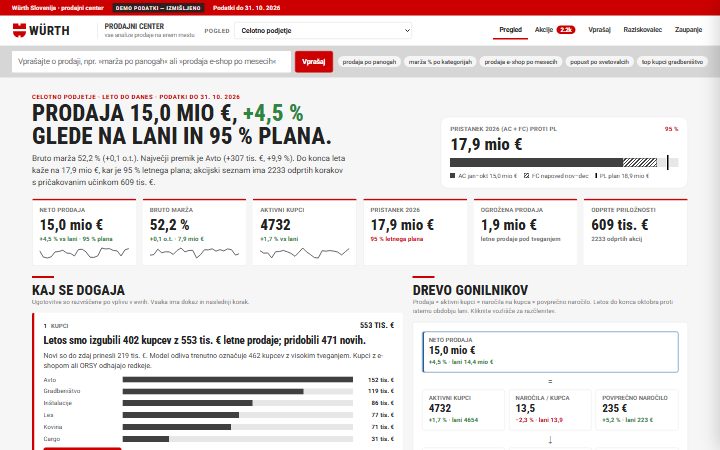 Würth Slovenija · prodajni center
DEMO PODATKI — IZMIŠLJENO
Podatki do 31. 10. 2026
WÜRTH
PRODAJNI CENTER
vse analize prodaje na enem mestu
POGLED
Celotno podjetje
Pregled
Akcije 2.2k
Vprašaj
Raziskovalec
Zaupanje
Vprašajte o prodaji, npr. »marža po panogah« ali »prodaja e-shop po mesecih«
Vprašaj
prodaja po panogah
marža % po kategorijah
prodaja e-shop po mesecih
popust po svetovalcih
top kupci gradbeništvo
CELOTNO PODJETJE · LETO DO DANES · PODATKI DO 31. 10. 2026
PRODAJA 15,0 MIO €, +4,5 %
GLEDE NA LANI IN 95 % PLANA.
Bruto marža 52,2 % (+0,1 o.t.). Največji premik je Avto (+307 tis. €, +9,9 %). Do konca leta
kaže na 17,9 mio €, kar je 95 % letnega plana; akcijski seznam ima 2233 odprtih korakov
s pričakovanim učinkom 609 tis. €.
PRISTANEK 2026 (AC + FC) PROTI PL
95 %
17,9 mio €
AC jan–okt 15,0 mio €
FC napoved nov–dec
PL plan 18,9 mio €
NETO PRODAJA
15,0 mio €
+4,5 % vs lani · 95 % plana
BRUTO MARŽA
52,2 %
+0,1 o.t. · 7,9 mio €
AKTIVNI KUPCI
4732
+1,7 % vs lani
PRISTANEK 2026
17,9 mio €
95 % letnega plana
OGROŽENA PRODAJA
1,9 mio €
letne prodaje pod tveganjem
ODPRTE PRILOŽNOSTI
609 tis. €
2233 odprtih akcij
KAJ SE DOGAJA
Ugotovitve so razvrščene po vplivu v evrih. Vsaka ima dokaz in naslednji korak.
1 KUPCI
553 TIS. €
Letos smo izgubili 402 kupcev z 553 tis. € letne prodaje; pridobili 471 novih.
Novi so do zdaj prinesli 219 tis. €. Model odliva trenutno označuje 462 kupcev z visokim tveganjem. Kupci z e-
shopom ali ORSY odhajajo redkeje.
Avto 152 tis. €
Gradbeništvo 119 tis. €
Instalacije 86 tis. €
Les 77 tis. €
Kovina 71 tis. €
Cargo 31 tis. €
DREVO GONILNIKOV
Prodaja = aktivni kupci × naročila na kupca × povprečno naročilo. Letos do konca oktobra proti
istemu obdobju lani. Kliknite vozlišče za razčlenitev.
NETO PRODAJA
15,0 mio €
+4,5 % · lani 14,4 mio €
=
AKTIVNI KUPCI
4732
+1,7 % · lani 4654
NAROČILA / KUPCA
13,5
-2,3 % · lani 13,9
POVPREČNO NAROČILO
235 €
+5,2 % · lani 223 €
↓